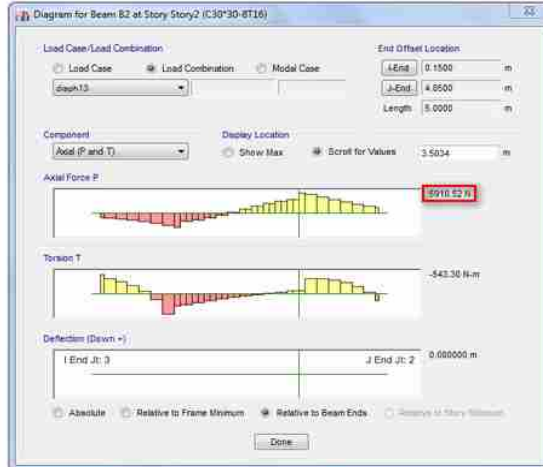 Diagram for Beam B2 at Story Story2 (C30*30-8T16)
Load Case/Load Combination
End Offset Location
Load Case Load Combination Modal Case
I-End 0.1500 m
diaph13
J-End 4.8500 m
Length 5.0000 m
Component
Display Location
Axial (P and T) Show Max Scroll for Values 3.5034 m
Axial Force P
5910.52 N
Torsion T
-543.30 N-m
Deflection (Down +)
I End Jt: 3 J End Jt: 2 0.000000 m
Absolute Relative to Frame Minimum Relative to Beam Ends Relative to Story Minimum
Done